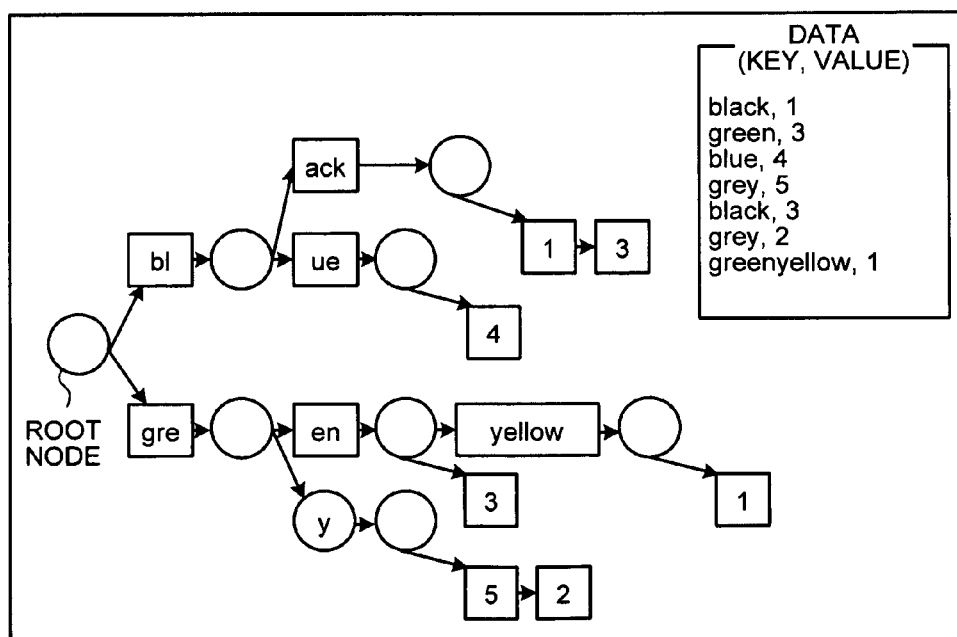 DATA
(KEY, VALUE)
black, 1
green, 3
blue, 4
grey, 5
black, 3
grey, 2
greenyellow, 1
ack
1
3
bl
ue
4
ROOT
NODE
gre
en
yellow
3
1
y
5
2